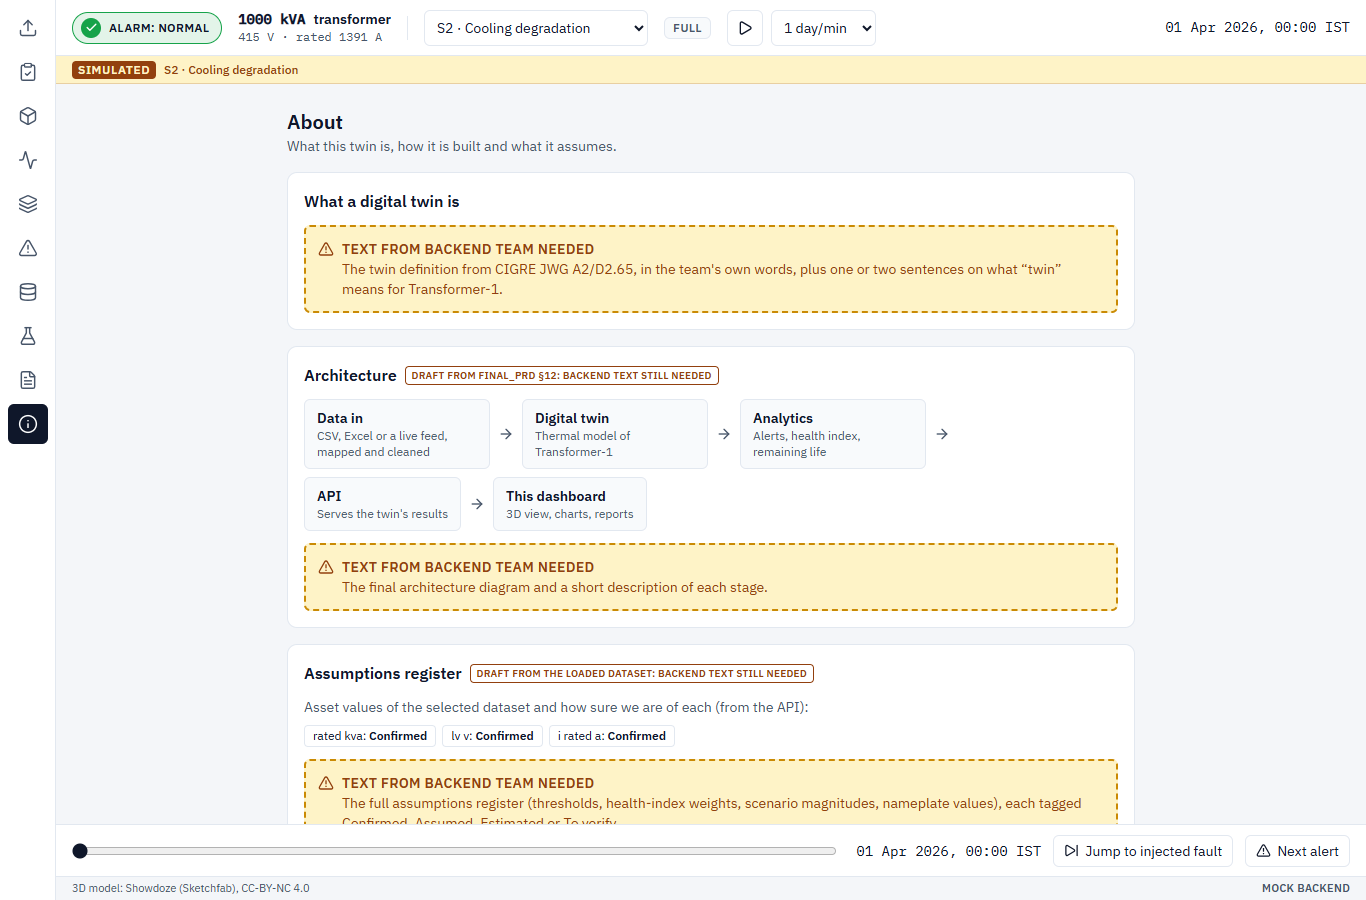 ALARM: NORMAL
1000 kVA transformer
415 V · rated 1391 A
S2 · Cooling degradation
FULL
1 day/min
01 Apr 2026, 00:00 IST
SIMULATED S2 · Cooling degradation
About
What this twin is, how it is built and what it assumes.
What a digital twin is
TEXT FROM BACKEND TEAM NEEDED
The twin definition from CIGRE JWG A2/D2.65, in the team's own words, plus one or two sentences on what “twin”
means for Transformer-1.
Architecture DRAFT FROM FINAL_PRD §12: BACKEND TEXT STILL NEEDED
Data in
CSV, Excel or a live feed,
mapped and cleaned
Digital twin
Thermal model of
Transformer-1
Analytics
Alerts, health index,
remaining life
API
Serves the twin's results
This dashboard
3D view, charts, reports
TEXT FROM BACKEND TEAM NEEDED
The final architecture diagram and a short description of each stage.
Assumptions register DRAFT FROM THE LOADED DATASET: BACKEND TEXT STILL NEEDED
Asset values of the selected dataset and how sure we are of each (from the API):
rated kva: Confirmed lv v: Confirmed i rated a: Confirmed
TEXT FROM BACKEND TEAM NEEDED
The full assumptions register (thresholds, health-index weights, scenario magnitudes, nameplate values), each tagged
Confirmed, Assumed, Estimated or To verify.
01 Apr 2026, 00:00 IST
Jump to injected fault
Next alert
3D model: Showdoze (Sketchfab), CC-BY-NC 4.0
MOCK BACKEND